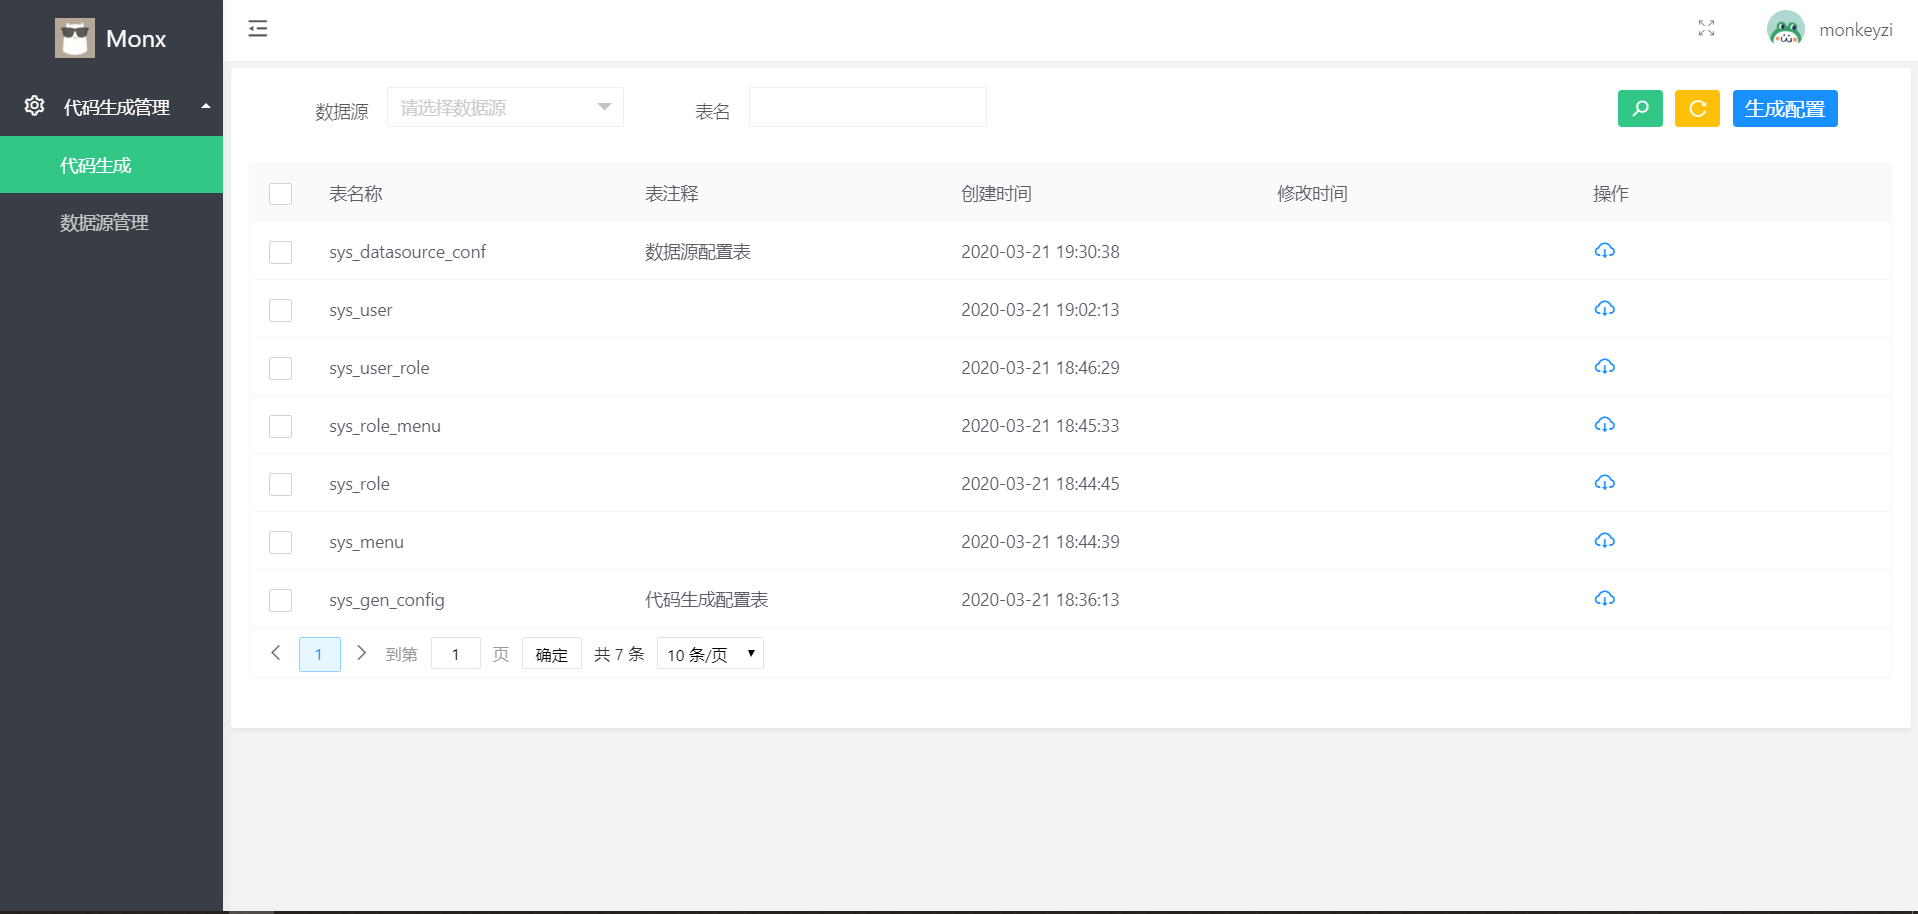 Monx
monkeyzi
代码生成管理
代码生成
数据源管理
数据源 请选择数据源 表名 生成配置
表名称 表注释 创建时间 修改时间 操作
sys_datasource_conf 数据源配置表 2020-03-21 19:30:38
sys_user 2020-03-21 19:02:13
sys_user_role 2020-03-21 18:46:29
sys_role_menu 2020-03-21 18:45:33
sys_role 2020-03-21 18:44:45
sys_menu 2020-03-21 18:44:39
sys_gen_config 代码生成配置表 2020-03-21 18:36:13
1 到第 1 页 确定 共 7 条 10 条/页